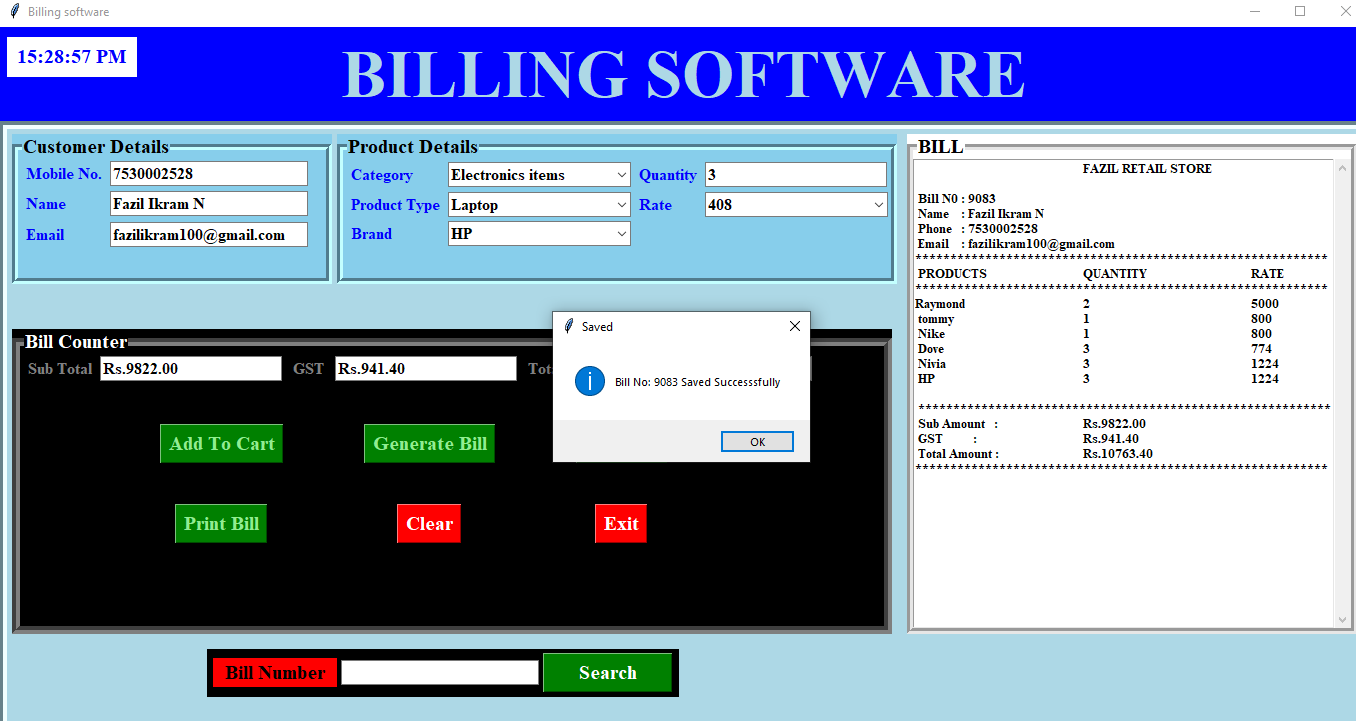 Billing software
15:28:57 PM
BILLING SOFTWARE
Customer Details
Mobile No. 7530002528
Name Fazil Ikram N
Email fazilikram100@gmail.com
Product Details
Category Electronics items Quantity 3
Product Type Laptop Rate 408
Brand HP
BILL
FAZIL RETAIL STORE
Bill N0 : 9083
Name : Fazil Ikram N
Phone : 7530002528
Email : fazilikram100@gmail.com
PRODUCTS QUANTITY RATE
Raymond 2 5000
tommy 1 800
Nike 1 800
Dove 3 774
Nivia 3 1224
HP 3 1224
Sub Amount : Rs.9822.00
GST : Rs.941.40
Total Amount : Rs.10763.40
Bill Counter
Sub Total Rs.9822.00 GST Rs.941.40
Add To Cart Generate Bill
Print Bill Clear Exit
Saved
Bill No: 9083 Saved Successsfully
OK
Bill Number Search